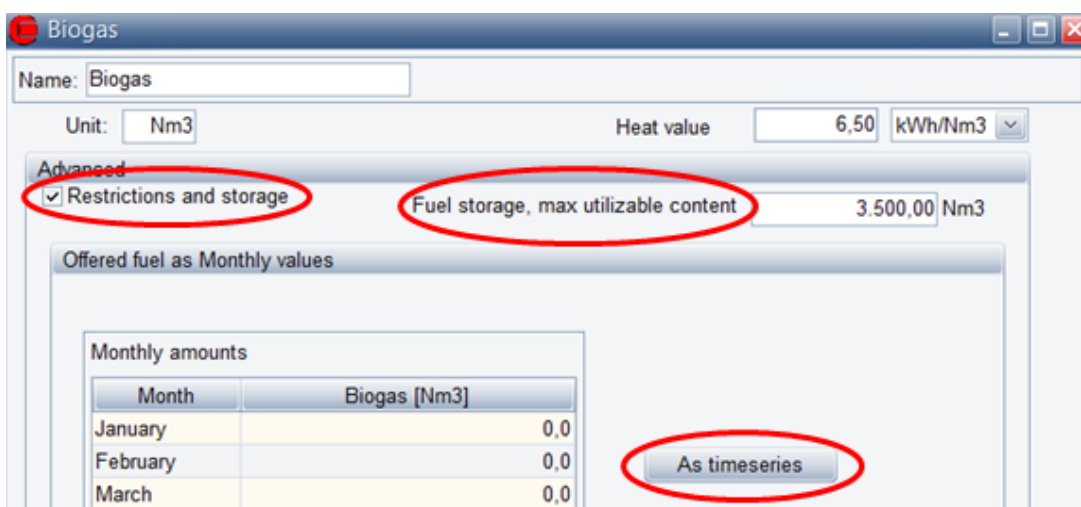 Biogas
Name: Biogas
Unit: Nm3 Heat value 6,50 kWh/Nm3
Advanced
Restrictions and storage Fuel storage, max utilizable content 3.500,00 Nm3
Offered fuel as Monthly values
Monthly amounts
Month Biogas [Nm3]
January 0,0
February 0,0 As timeseries
March 0,0